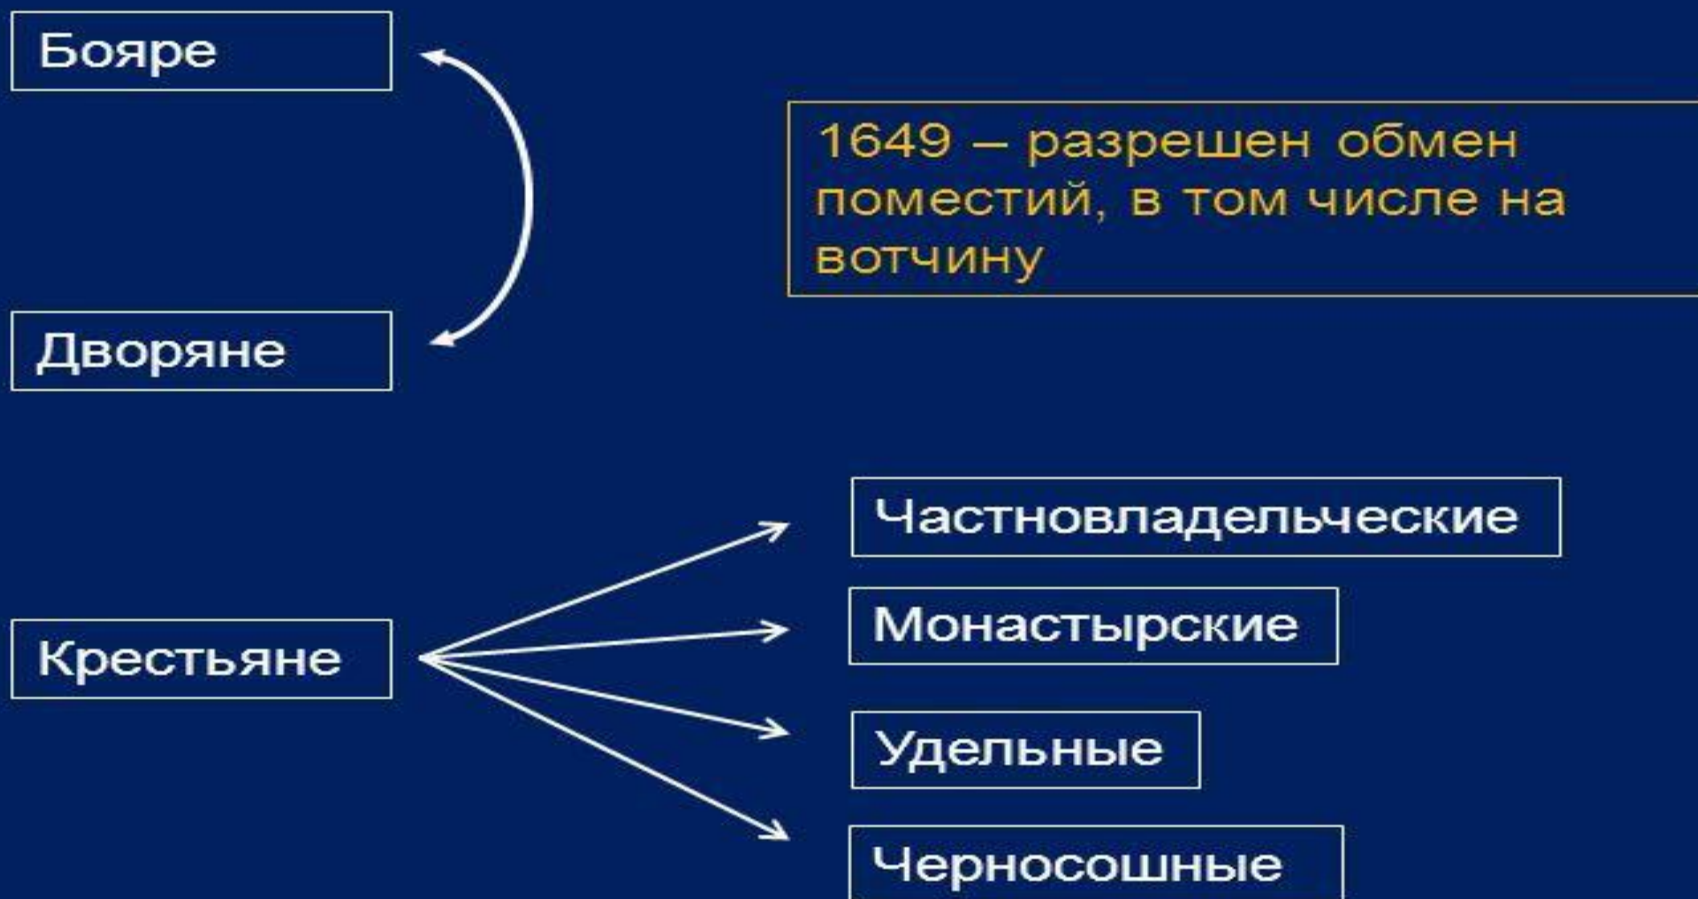 Бояре
1649 – разрешен обмен
поместий, в том числе на
вотчину
Дворяне
Крестьяне
Частновладельческие
Монастырские
Удельные
Черносошные